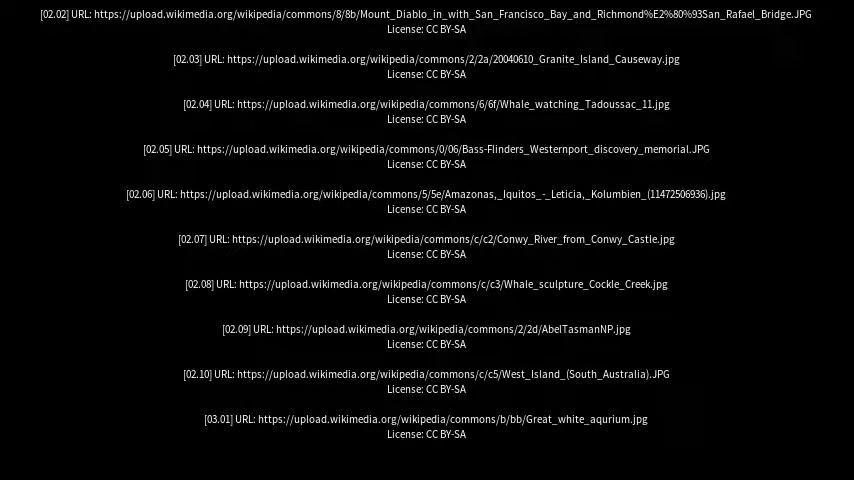 [02.02] URL: https://upload.wikimedia.org/wikipedia/commons/8/8b/Mount_Diablo_in_with_San_Francisco_Bay_and_Richmond%E2%80%93San_Rafael_Bridge.JPG
License: CC BY-SA
[02.03] URL: https://upload.wikimedia.org/wikipedia/commons/2/2a/20040610_Granite_Island_Causeway.jpg
License: CC BY-SA
[02.04] URL: https://upload.wikimedia.org/wikipedia/commons/6/6f/Whale_watching_Tadoussac_11.jpg
License: CC BY-SA
[02.05] URL: https://upload.wikimedia.org/wikipedia/commons/0/06/Bass-Flinders_Westernport_discovery_memorial.JPG
License: CC BY-SA
[02.06] URL: https://upload.wikimedia.org/wikipedia/commons/5/5e/Amazonas,_Iquitos_-_Leticia,_Kolumbien_(11472506936).jpg
License: CC BY-SA
[02.07] URL: https://upload.wikimedia.org/wikipedia/commons/c/c2/Conwy_River_from_Conwy_Castle.jpg
License: CC BY-SA
[02.08] URL: https://upload.wikimedia.org/wikipedia/commons/c/c3/Whale_sculpture_Cockle_Creek.jpg
License: CC BY-SA
[02.09] URL: https://upload.wikimedia.org/wikipedia/commons/2/2d/AbelTasmanNP.jpg
License: CC BY-SA
[02.10] URL: https://upload.wikimedia.org/wikipedia/commons/c/c5/West_Island_(South_Australia).JPG
License: CC BY-SA
[03.01] URL: https://upload.wikimedia.org/wikipedia/commons/b/bb/Great_white_aqurium.jpg
License: CC BY-SA